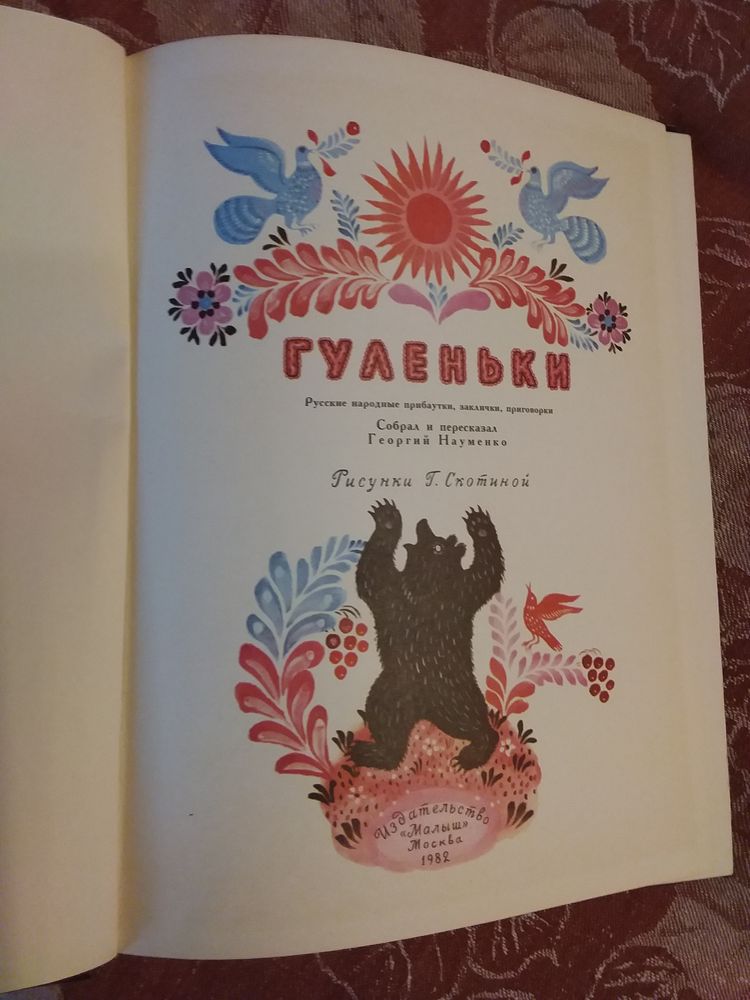 ГУЛЕНЬКИ
Русские народные прибаутки, заклички, приговорки
Собрал и пересказал
Георгий Науменко
Рисунки Г. Скотиной
Издательство
«Малыш»
Москва
1982